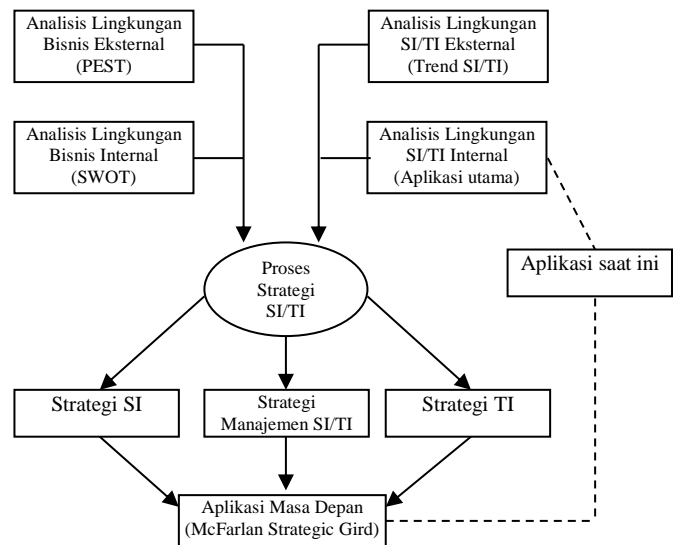 Analisis Lingkungan
Bisnis Eksternal
(PEST)
Analisis Lingkungan
SI/TI Eksternal
(Trend SI/TI)
Analisis Lingkungan
Bisnis Internal
(SWOT)
Analisis Lingkungan
SI/TI Internal
(Aplikasi utama)
Proses
Strategi
SI/TI
Aplikasi saat ini
Strategi SI
Strategi
Manajemen SI/TI
Strategi TI
Aplikasi Masa Depan
(McFarlan Strategic Gird)